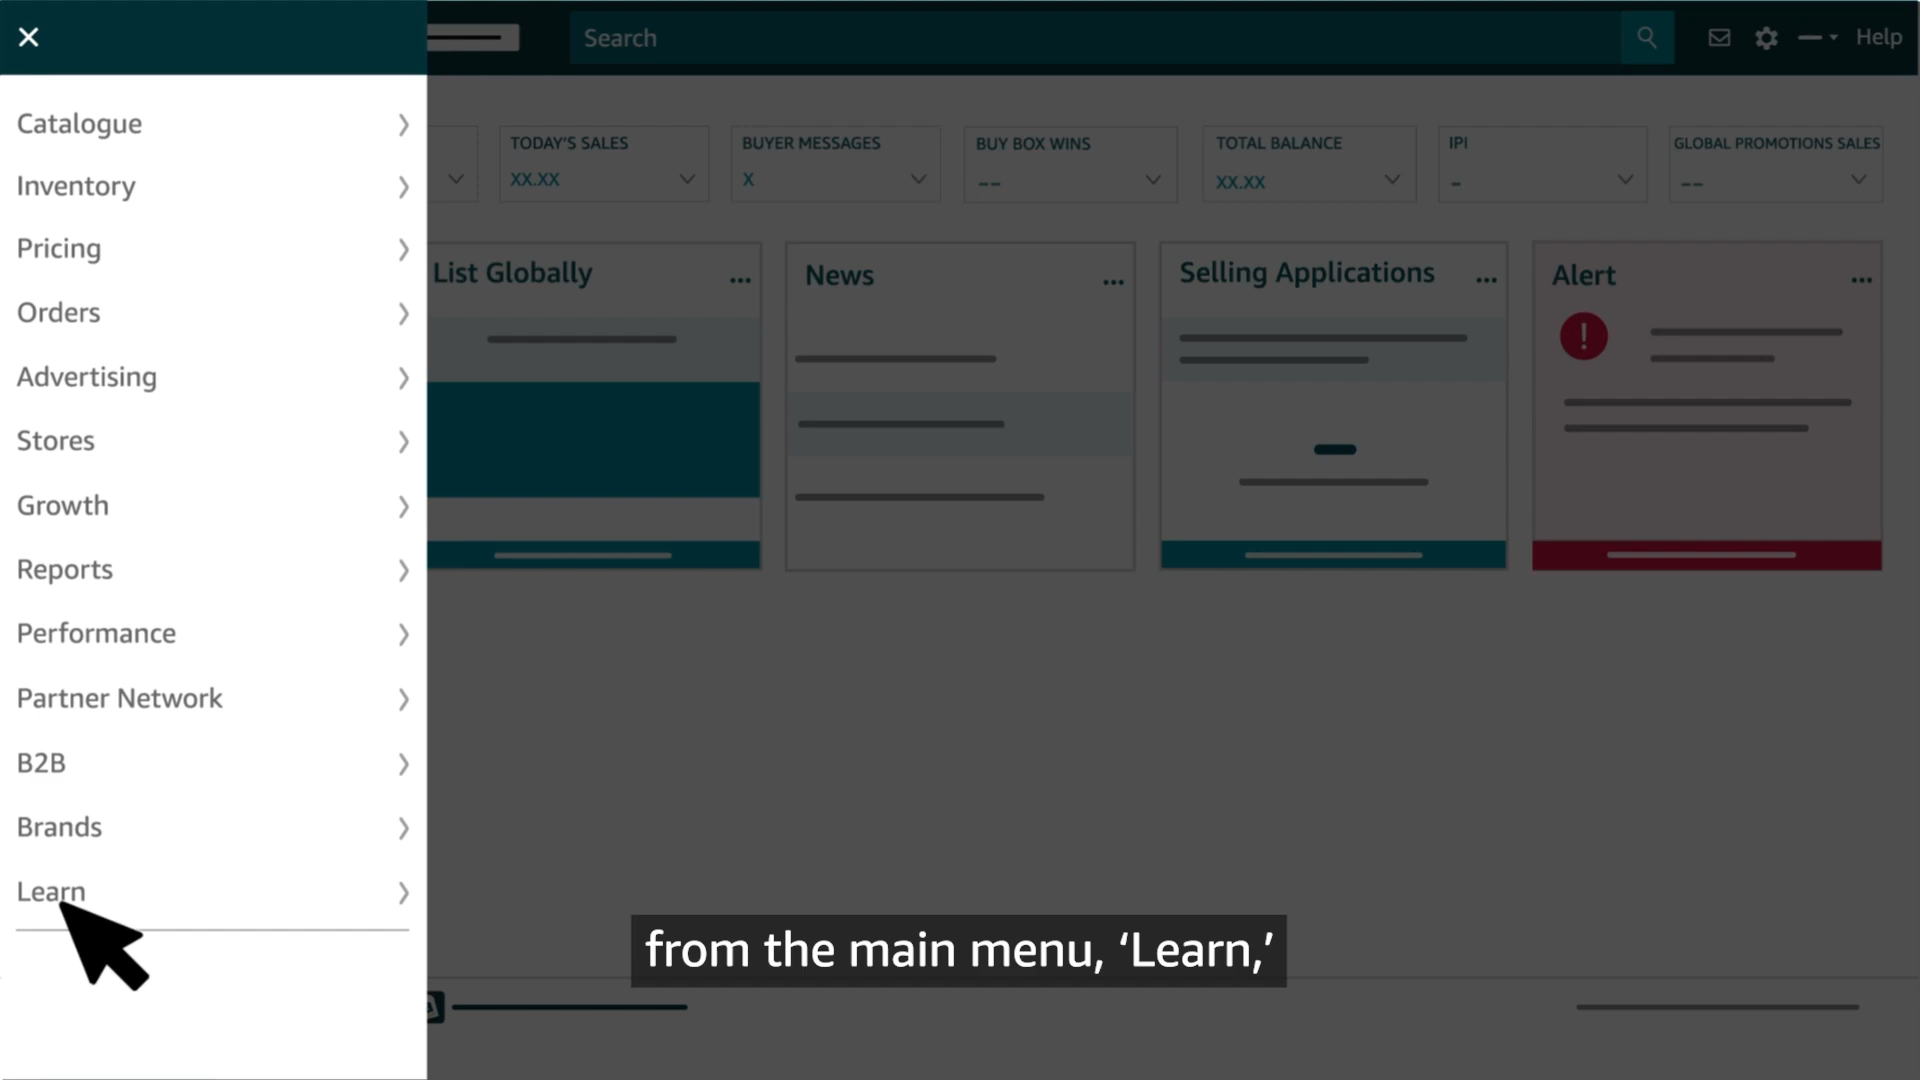 Search
Help
Catalogue
Inventory
Pricing
Orders
Advertising
Stores
Growth
Reports
Performance
Partner Network
B2B
Brands
Learn
TODAY'S SALES
XX.XX
BUYER MESSAGES
X
BUY BOX WINS
--
TOTAL BALANCE
XX.XX
IPI
-
GLOBAL PROMOTIONS SALES
--
List Globally
News
Selling Applications
Alert
from the main menu, ‘Learn,’